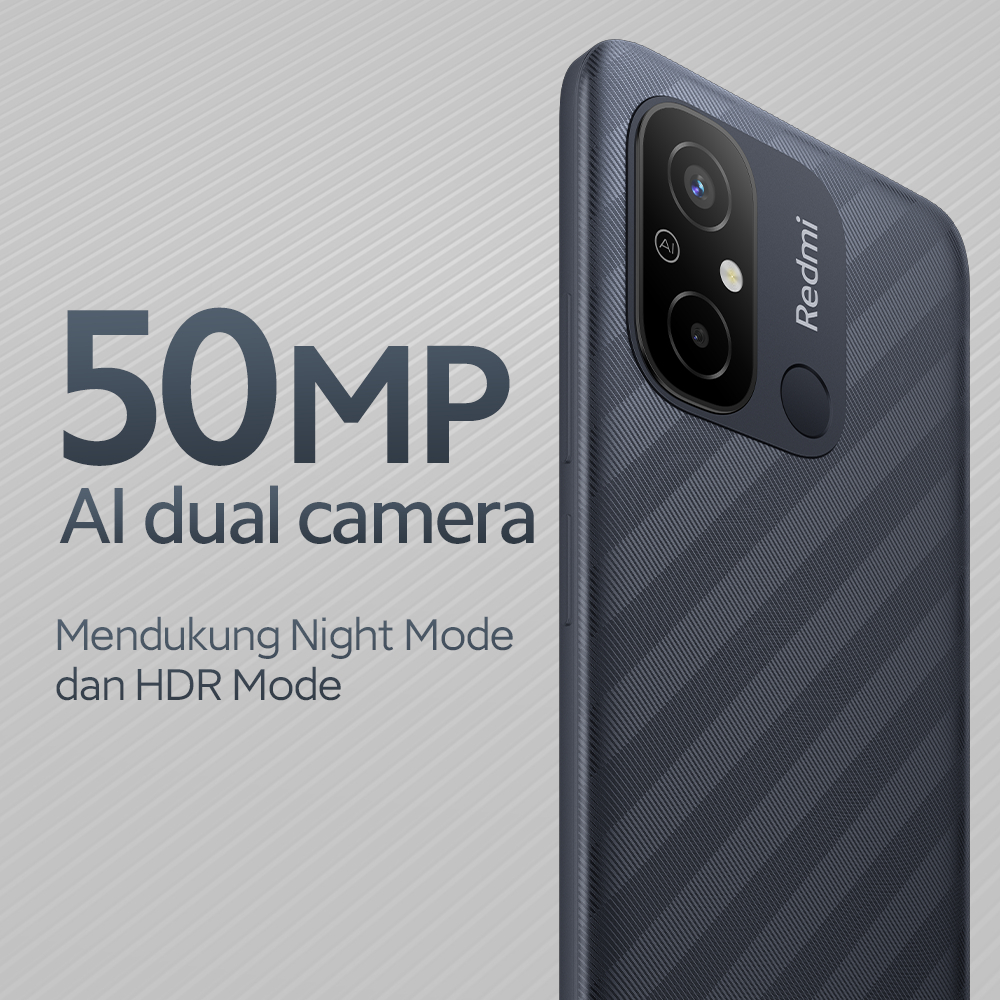 50MP
AI dual camera
Mendukung Night Mode
dan HDR Mode
AI
Redmi